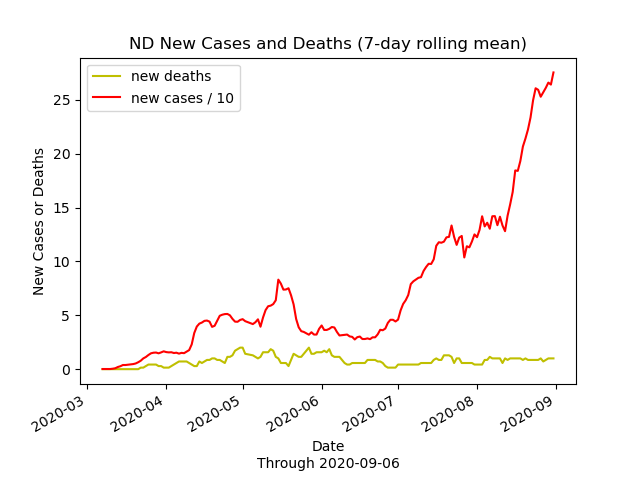 ND New Cases and Deaths (7-day rolling mean)
new deaths
new cases / 10
25
20
15
10
5
0
New Cases or Deaths
2020-03
2020-04
2020-05
2020-06
2020-07
2020-08
2020-09
Date
Through 2020-09-06